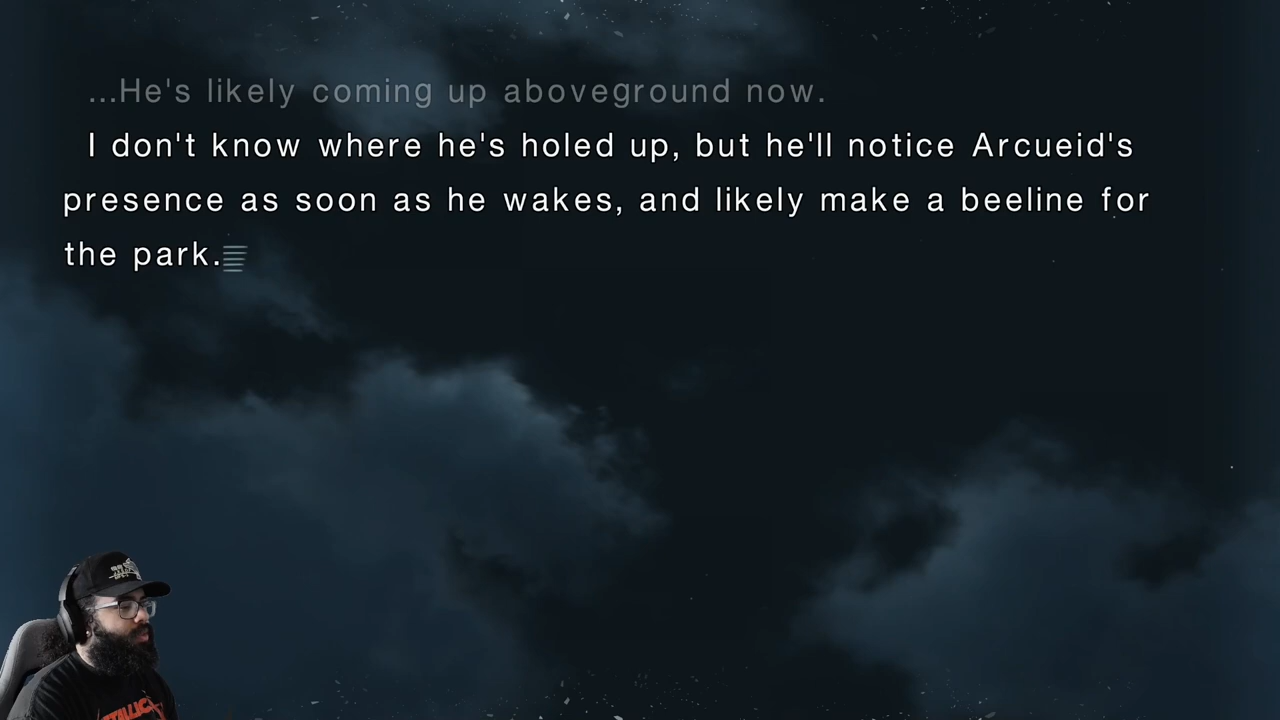 ...He's likely coming up aboveground now.
I don't know where he's holed up, but he'll notice Arcueid's
presence as soon as he wakes, and likely make a beeline for
the park.
METALLICA